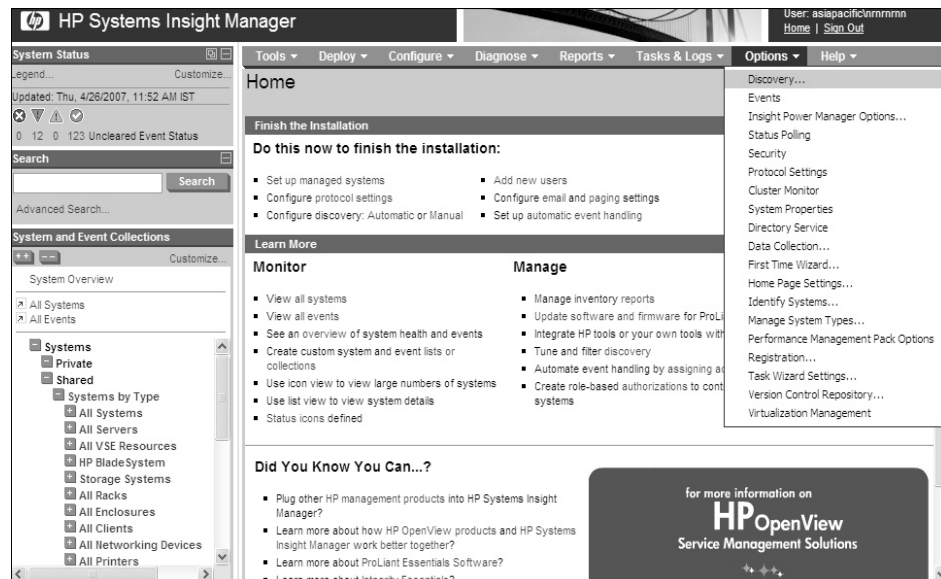 hp HP Systems Insight Manager
User: asiapacific\nrnrnrnn
Home | Sign Out
System Status
Legend... Customize...
Updated: Thu, 4/26/2007, 11:52 AM IST
0 12 0 123 Uncleared Event Status
Search
Search
Advanced Search...
System and Event Collections
Customize...
System Overview
All Systems
All Events
Systems
Private
Shared
Systems by Type
All Systems
All Servers
All VSE Resources
HP BladeSystem
Storage Systems
All Racks
All Enclosures
All Clients
All Networking Devices
All Printers
Tools Deploy Configure Diagnose Reports Tasks & Logs Options Help
Home
Finish the Installation
Do this now to finish the installation:
Set up managed systems
Configure protocol settings
Configure discovery: Automatic or Manual
Add new users
Configure email and paging settings
Set up automatic event handling
Learn More
Monitor
View all systems
View all events
See an overview of system health and events
Create custom system and event lists or
collections
Use icon view to view large numbers of systems
Use list view to view system details
Status icons defined
Manage
Manage inventory reports
Update software and firmware for ProLi
Integrate HP tools or your own tools with
Tune and filter discovery
Automate event handling by assigning ac
Create role-based authorizations to cont
systems
Discovery...
Events
Insight Power Manager Options...
Status Polling
Security
Protocol Settings
Cluster Monitor
System Properties
Directory Service
Data Collection...
First Time Wizard...
Home Page Settings...
Identify Systems...
Manage System Types...
Performance Management Pack Options
Registration...
Task Wizard Settings...
Version Control Repository...
Virtualization Management
Did You Know You Can...?
Plug other HP management products into HP Systems Insight
Manager?
Learn more about how HP OpenView products and HP Systems
Insight Manager work better together?
Learn more about ProLiant Essentials Software?
Learn more about Integrity Essentials?
for more information on
HP OpenView
Service Management Solutions